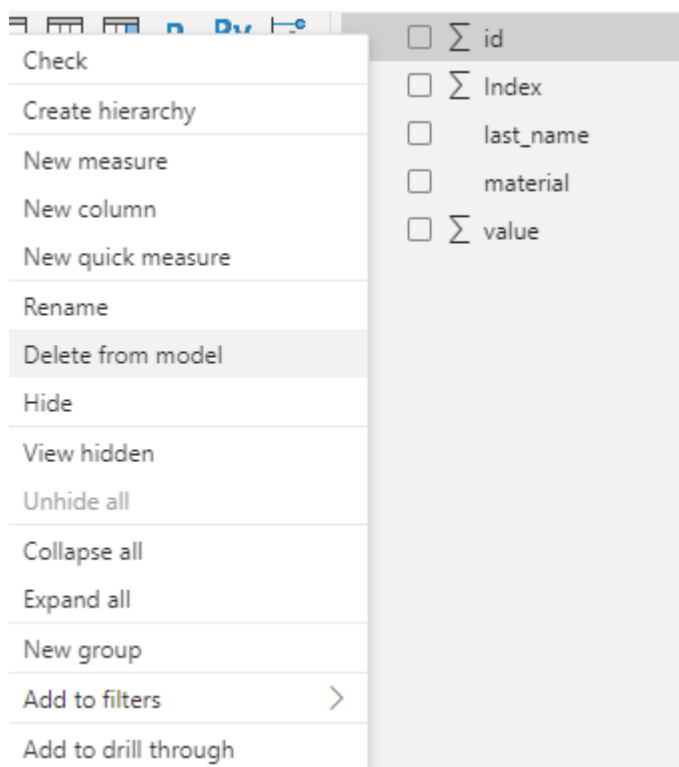 Check
Create hierarchy
New measure
New column
New quick measure
Rename
Delete from model
Hide
View hidden
Unhide all
Collapse all
Expand all
New group
Add to filters
Add to drill through
∑ id
∑ Index
last_name
material
∑ value